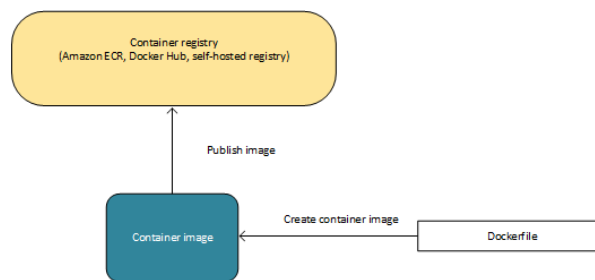 Container registry
(Amazon ECR, Docker Hub, self-hosted registry)
Publish image
Create container image
Container image
Dockerfile